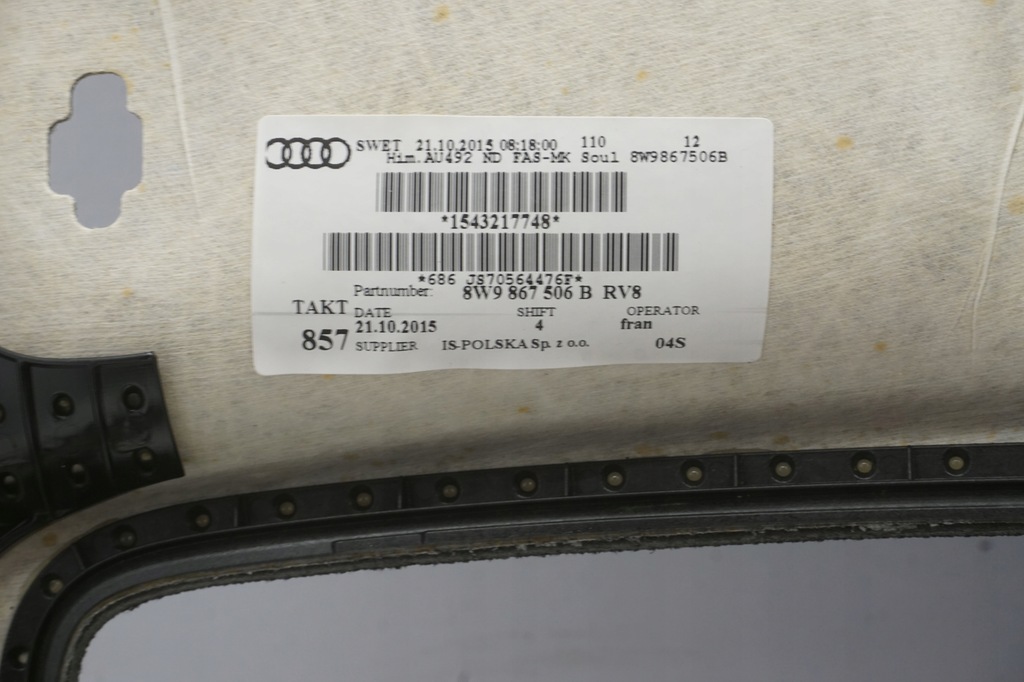 SWET 21.10.2015 08:18:00 110 12
Him.AU492 ND FAS-MK Soul 8W9867506B
*1543217748*
*686 JS70564476F*
Partnumber: 8W9 867 506 B RV8
TAKT DATE SHIFT OPERATOR
857 21.10.2015 4 fran
SUPPLIER IS-POLSKA Sp. z o.o. 04S